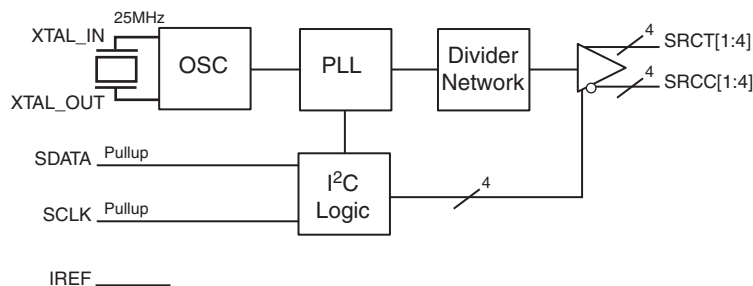 25MHz
XTAL_IN
XTAL_OUT
OSC
PLL
Divider
Network
4
SRCT[1:4]
4
SRCC[1:4]
SDATA Pullup
SCLK Pullup
I²C
Logic
4
IREF